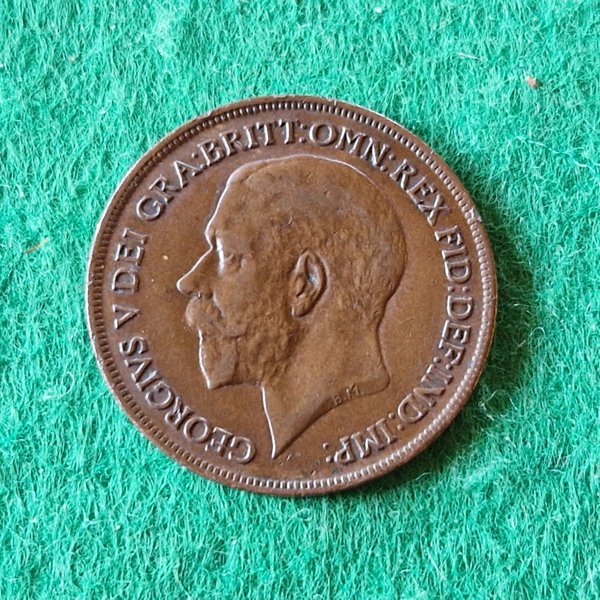 GEORGIVS V DEI GRA:BRITT:OMN:REX FID:DEF:IND:IMP:
B.M.